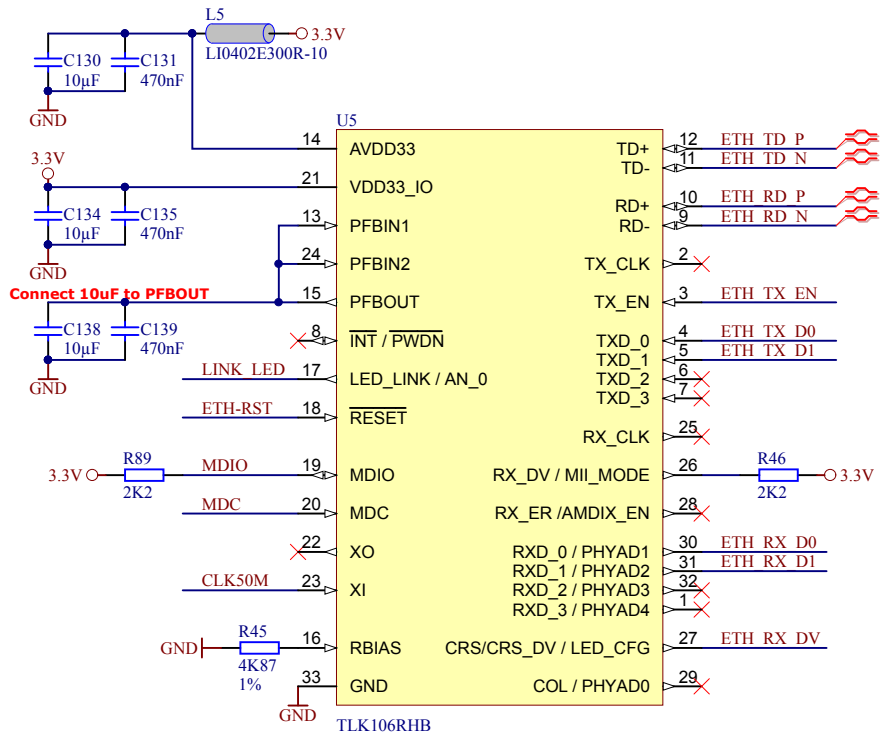 L5
3.3V
LI0402E300R-10
C130
10µF
C131
470nF
GND
U5
14 AVDD33
TD+ 12 ETH_TD_P
TD- 11 ETH_TD_N
3.3V
21 VDD33_IO
C134
10µF
C135
470nF
GND
13 PFBIN1
RD+ 10 ETH_RD_P
RD- 9 ETH_RD_N
24 PFBIN2
TX_CLK 2
Connect 10uF to PFBOUT
15 PFBOUT
TX_EN 3 ETH_TX_EN
C138
10µF
C139
470nF
GND
8 INT / PWDN
TXD_0 4 ETH_TX_D0
TXD_1 5 ETH_TX_D1
LINK_LED 17 LED_LINK / AN_0
TXD_2 6
TXD_3 7
ETH-RST 18 RESET
RX_CLK 25
3.3V
R89
2K2
MDIO 19 MDIO
RX_DV / MII_MODE 26
R46
2K2
3.3V
MDC 20 MDC
RX_ER /AMDIX_EN 28
22 XO
RXD_0 / PHYAD1 30 ETH_RX_D0
RXD_1 / PHYAD2 31 ETH_RX_D1
CLK50M 23 XI
RXD_2 / PHYAD3 32
RXD_3 / PHYAD4 1
GND
R45
4K87
1%
16 RBIAS
CRS/CRS_DV / LED_CFG 27 ETH_RX_DV
33 GND
COL / PHYAD0 29
GND
TLK106RHB